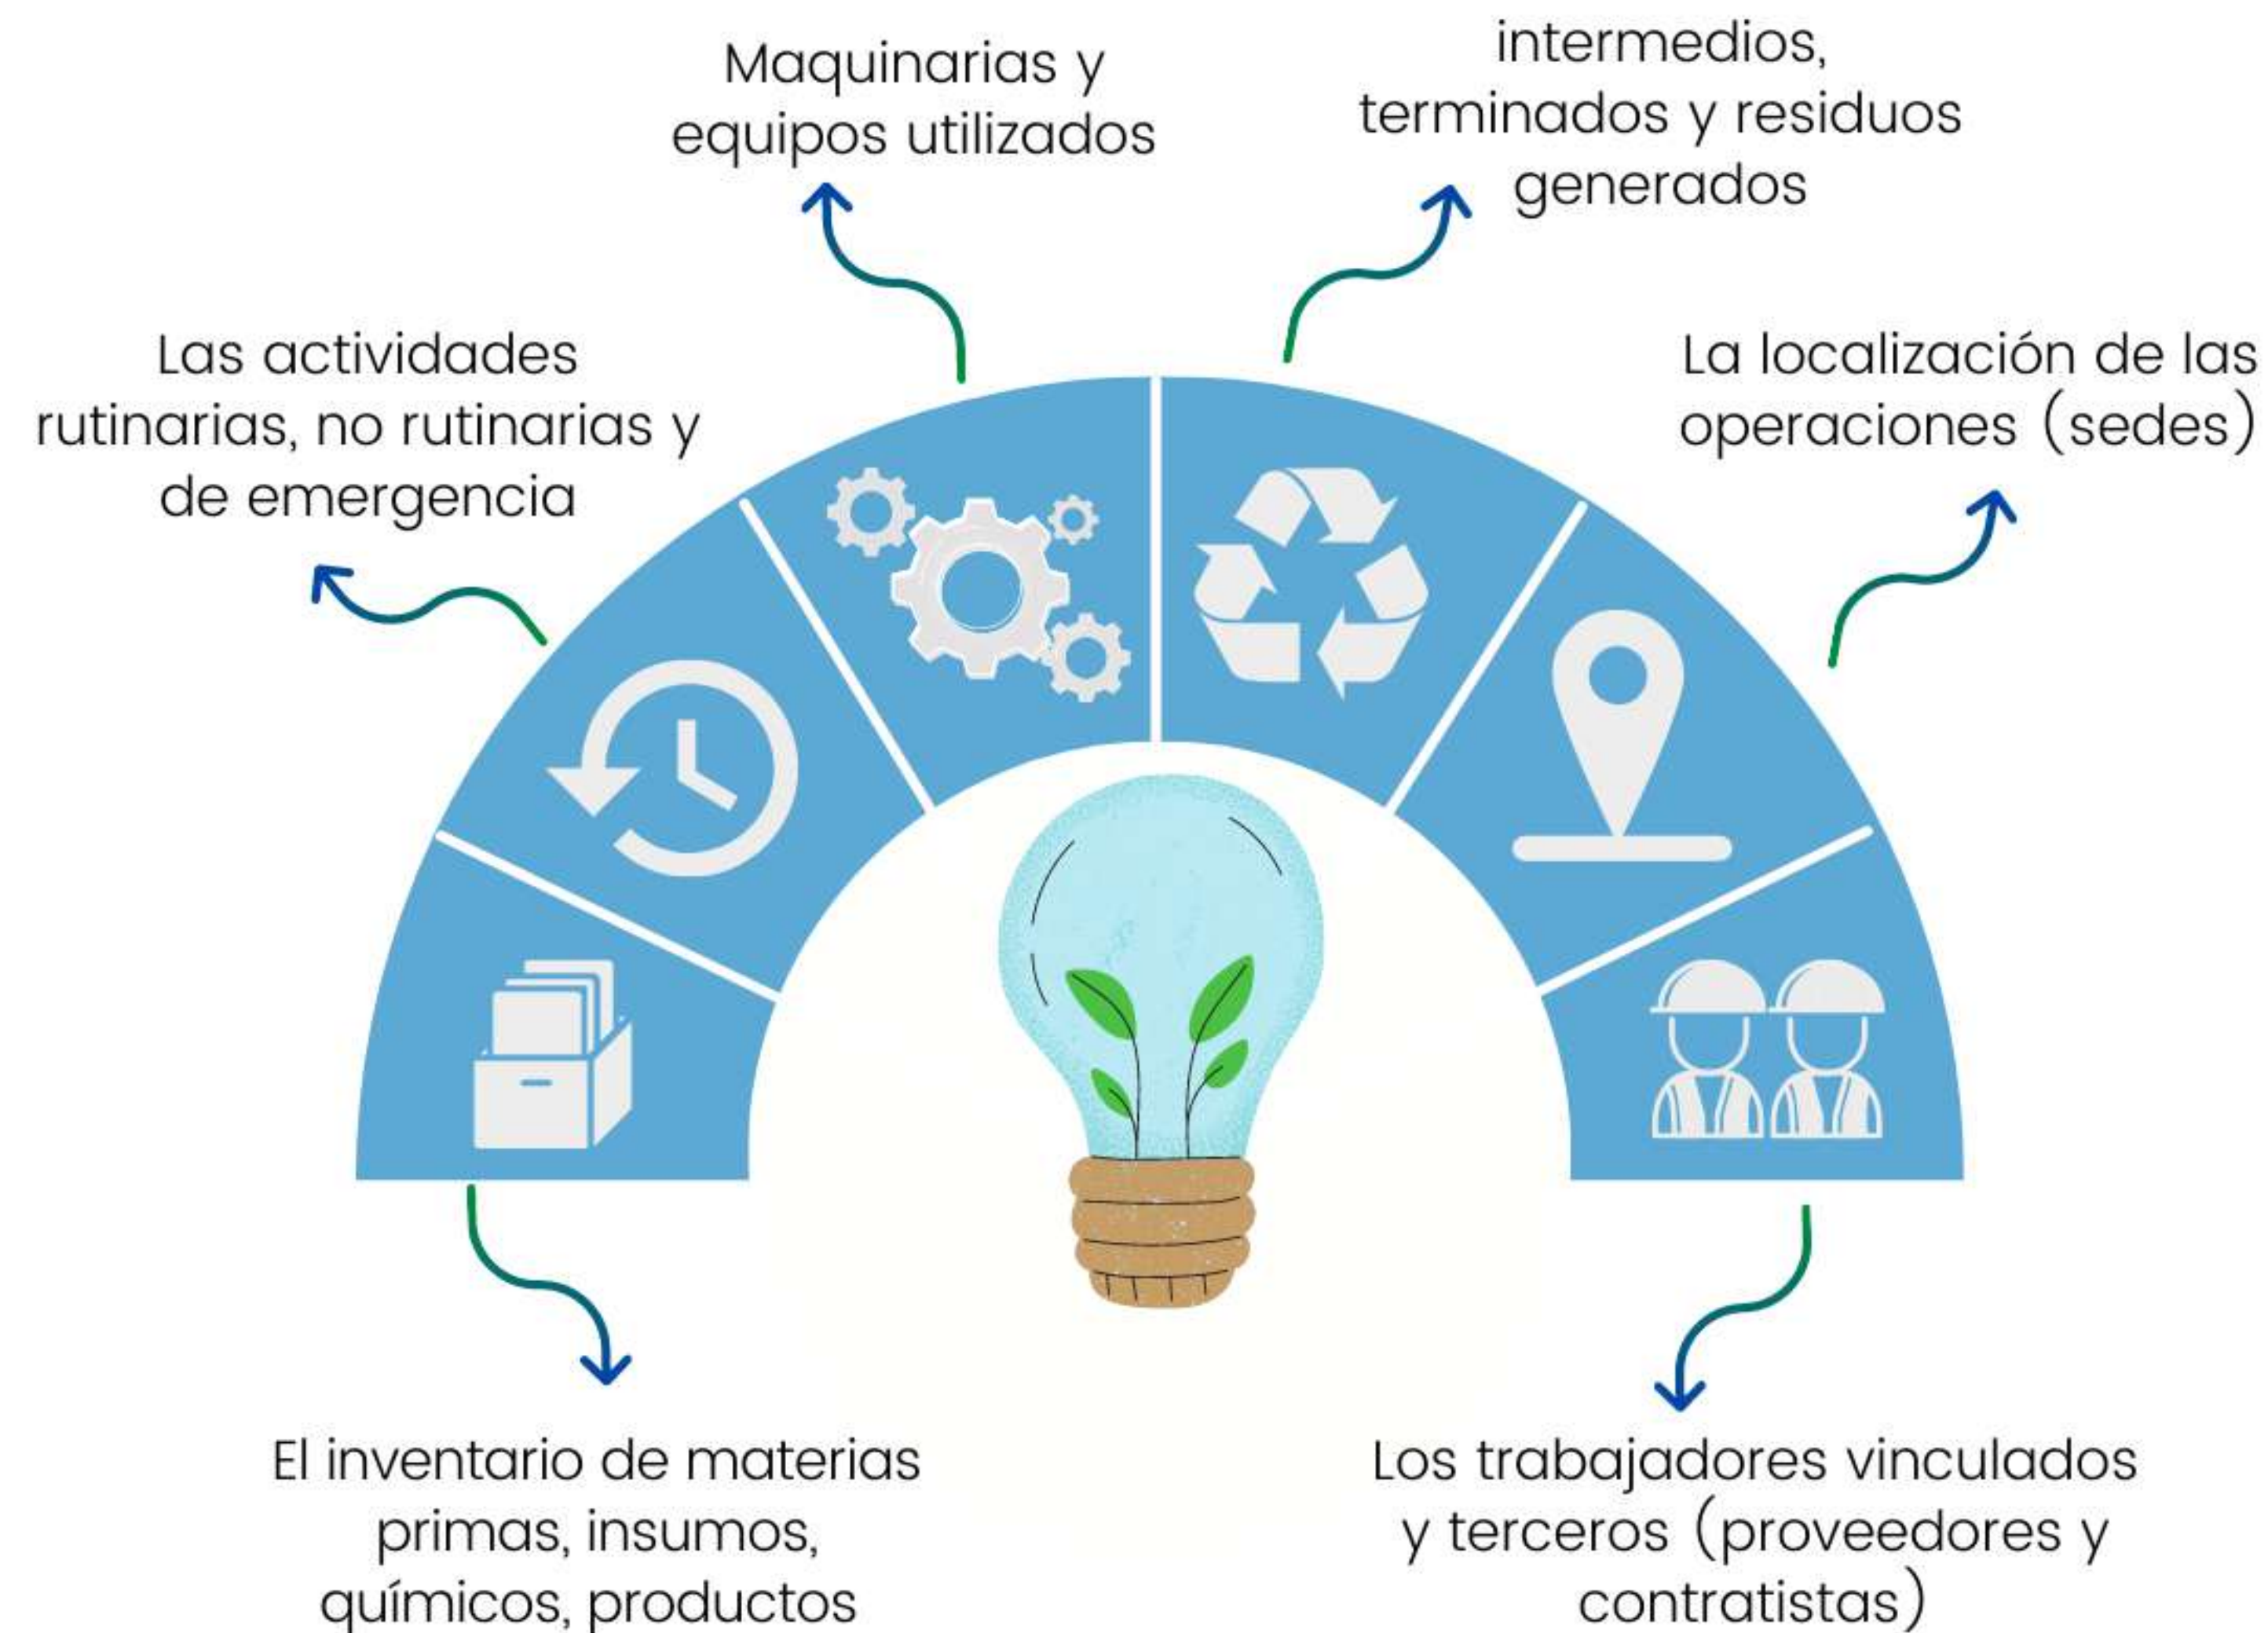 Maquinarias y
equipos utilizados
intermedios,
terminados y residuos
generados
Las actividades
rutinarias, no rutinarias y
de emergencia
La localización de las
operaciones (sedes)
El inventario de materias
primas, insumos,
químicos, productos
Los trabajadores vinculados
y terceros (proveedores y
contratistas)